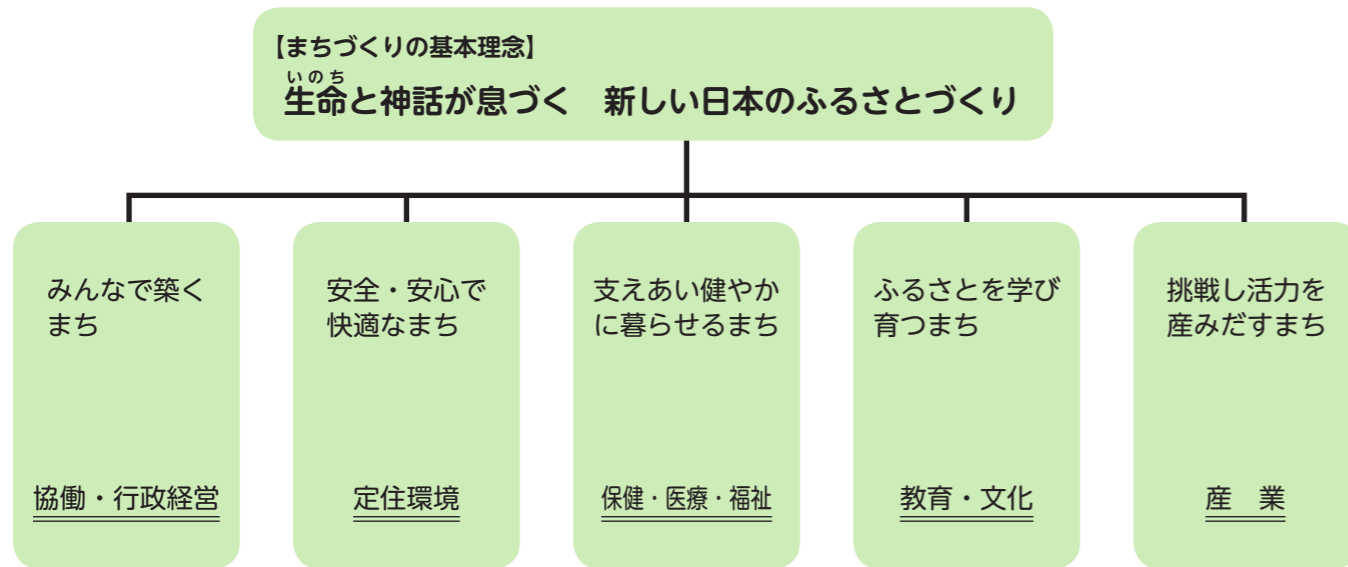 【まちづくりの基本理念】
いのち
生命と神話が息づく　新しい日本のふるさとづくり
みんなで築く
まち
協働・行政経営
安全・安心で
快適なまち
定住環境
支えあい健やか
に暮らせるまち
保健・医療・福祉
ふるさとを学び
育つまち
教育・文化
挑戦し活力を
産みだすまち
産　業